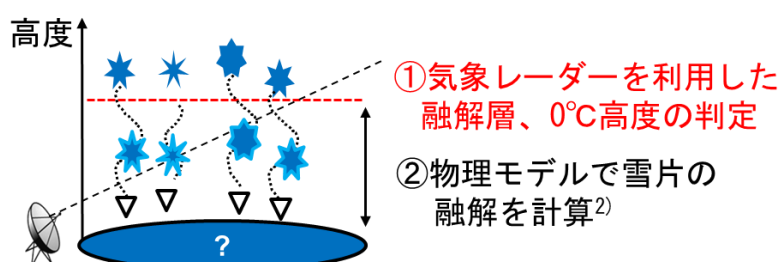 高度
①気象レーダーを利用した
融解層、0℃高度の判定
②物理モデルで雪片の
融解を計算2)
?